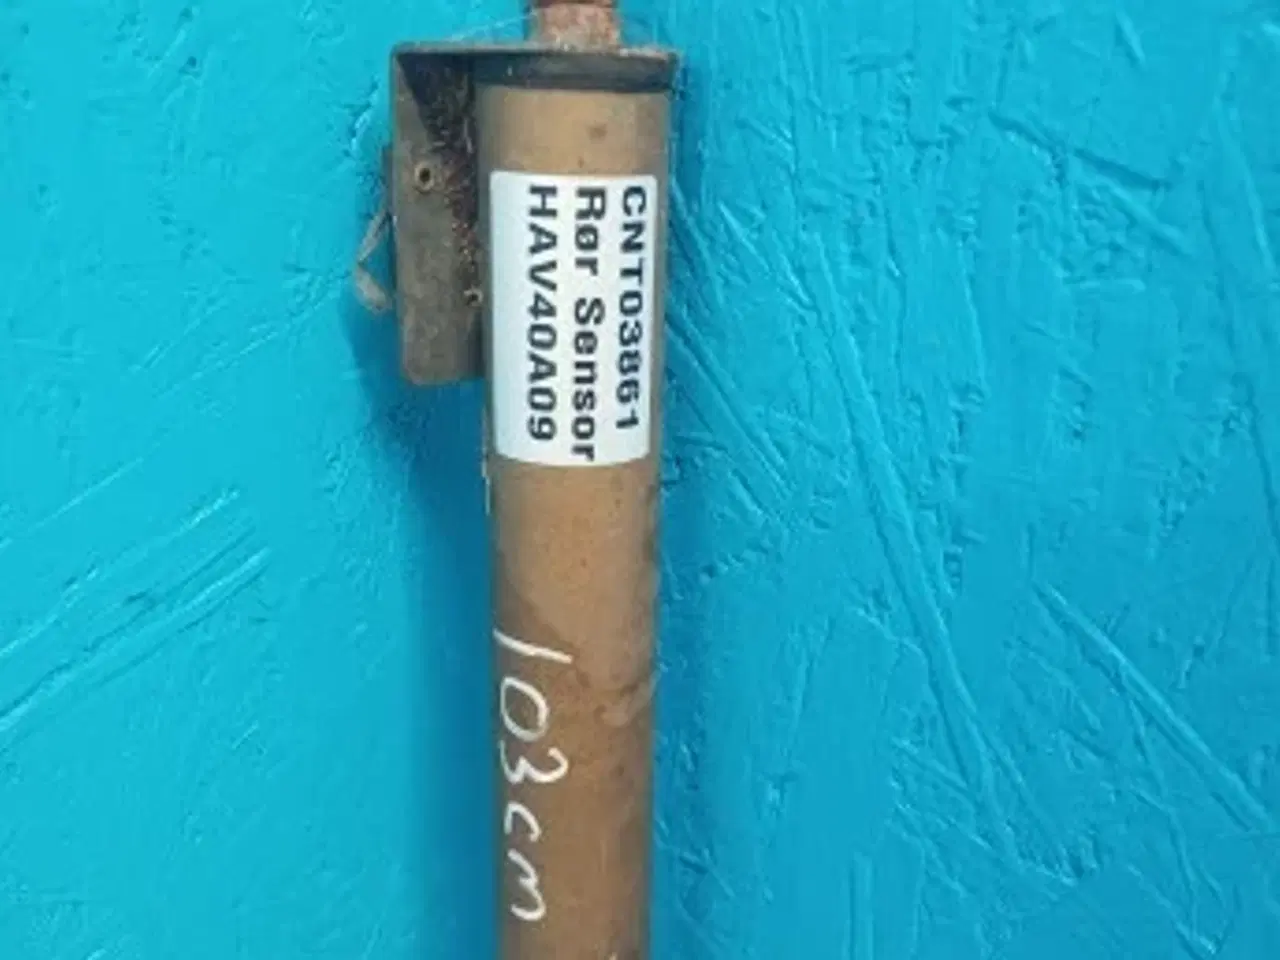 CNT03861
Rør Sensor
HAV40A09
103cm